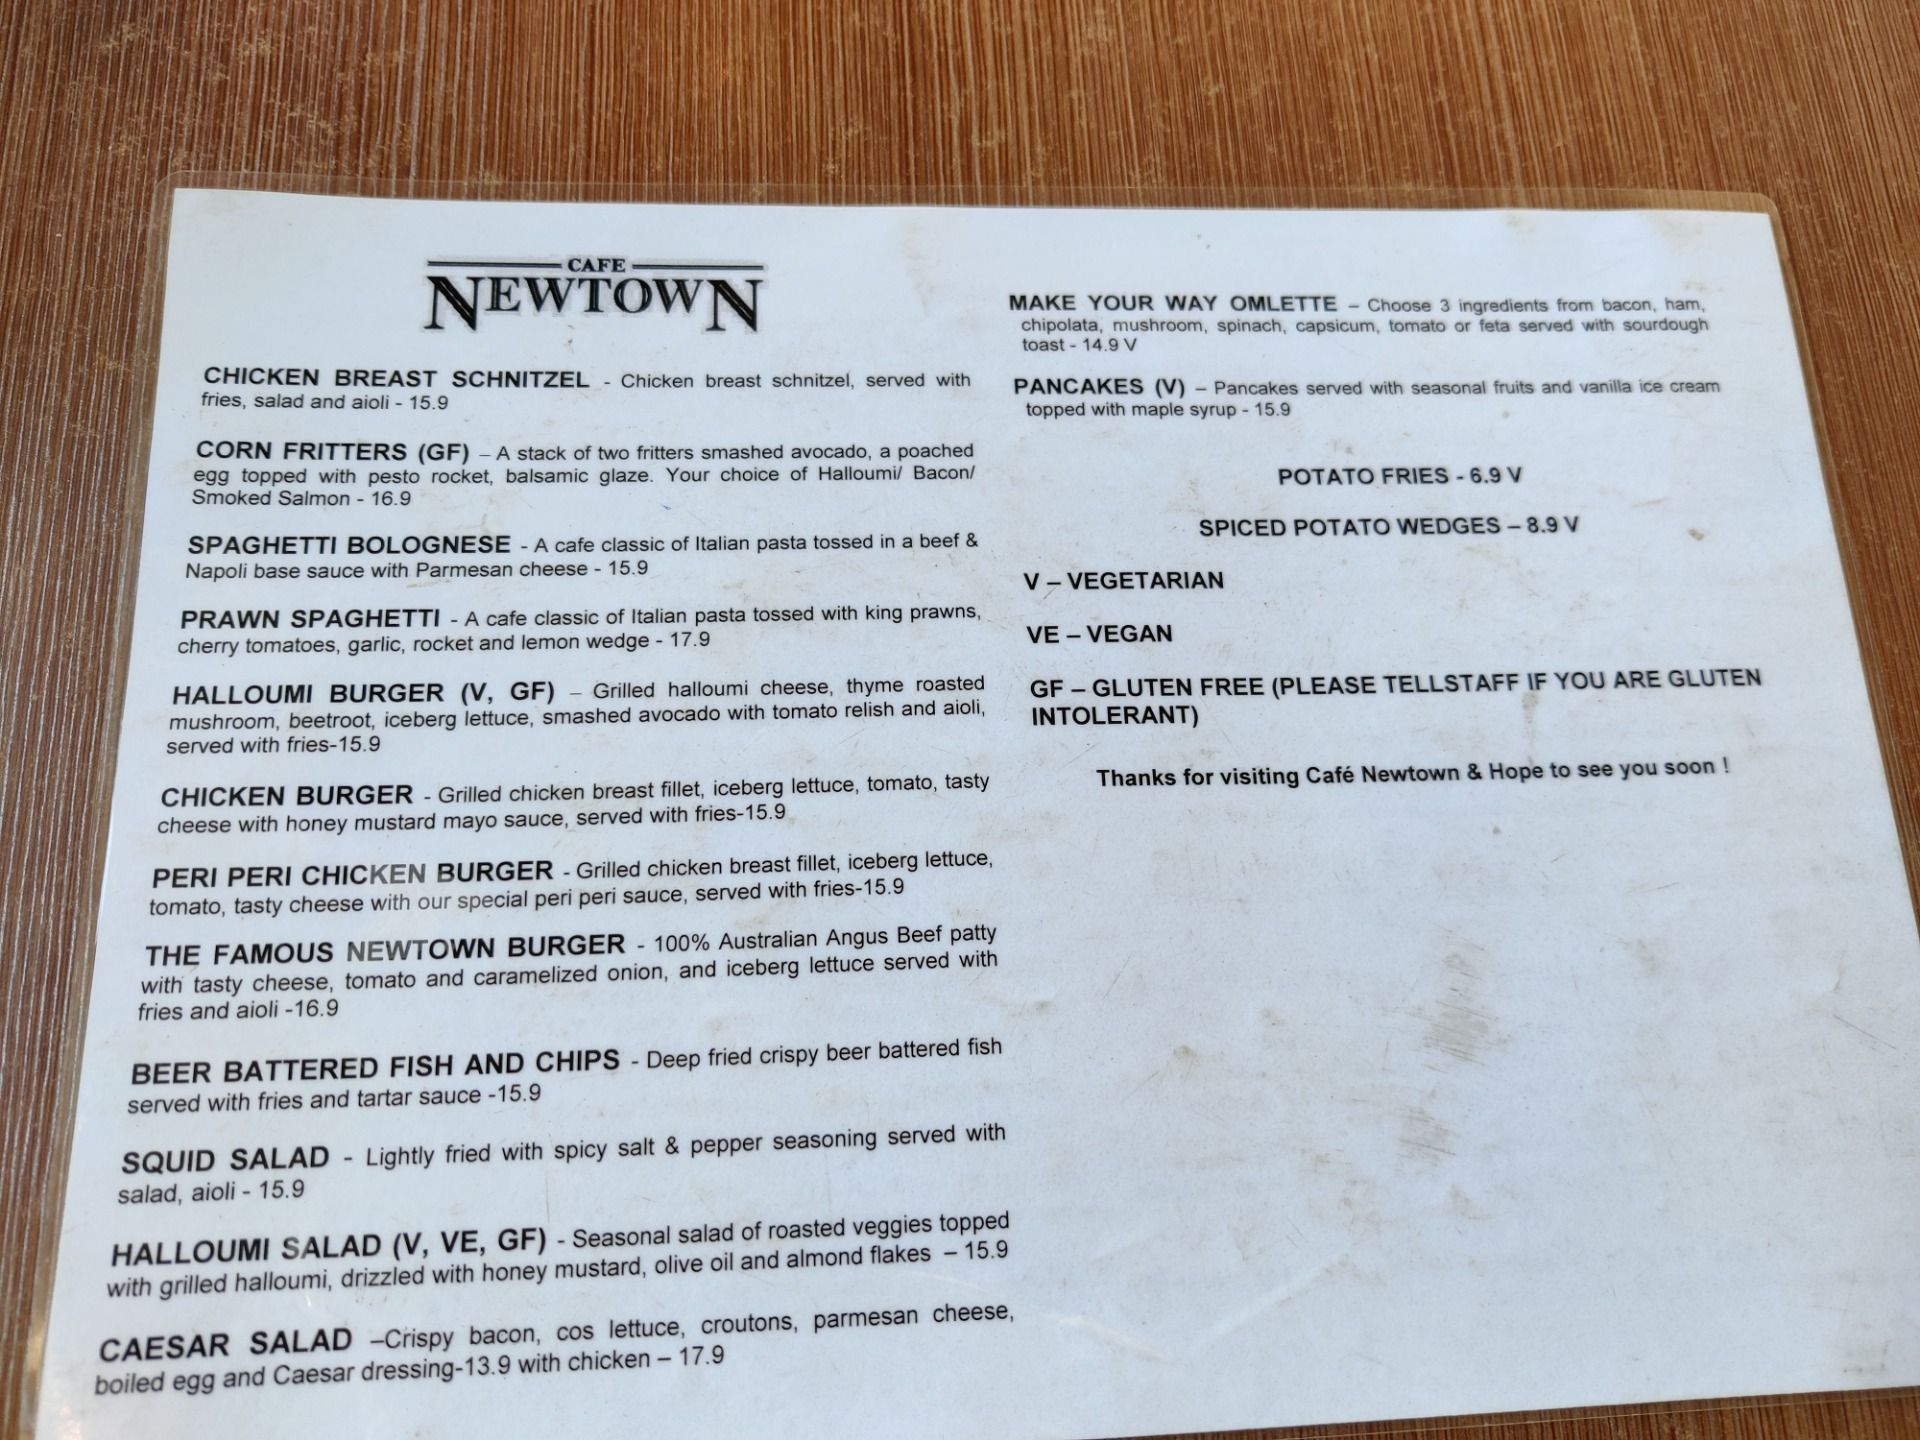 CAFE
NEWTOWN
CHICKEN BREAST SCHNITZEL - Chicken breast schnitzel, served with
fries, salad and aioli - 15.9
CORN FRITTERS (GF) – A stack of two fritters smashed avocado, a poached
egg topped with pesto rocket, balsamic glaze. Your choice of Halloumi/ Bacon/
Smoked Salmon - 16.9
SPAGHETTI BOLOGNESE - A cafe classic of Italian pasta tossed in a beef &
Napoli base sauce with Parmesan cheese - 15.9
PRAWN SPAGHETTI - A cafe classic of Italian pasta tossed with king prawns,
cherry tomatoes, garlic, rocket and lemon wedge - 17.9
HALLOUMI BURGER (V, GF) – Grilled halloumi cheese, thyme roasted
mushroom, beetroot, iceberg lettuce, smashed avocado with tomato relish and aioli,
served with fries-15.9
CHICKEN BURGER - Grilled chicken breast fillet, iceberg lettuce, tomato, tasty
cheese with honey mustard mayo sauce, served with fries-15.9
PERI PERI CHICKEN BURGER - Grilled chicken breast fillet, iceberg lettuce,
tomato, tasty cheese with our special peri peri sauce, served with fries-15.9
THE FAMOUS NEWTOWN BURGER - 100% Australian Angus Beef patty
with tasty cheese, tomato and caramelized onion, and iceberg lettuce served with
fries and aioli -16.9
BEER BATTERED FISH AND CHIPS - Deep fried crispy beer battered fish
served with fries and tartar sauce -15.9
SQUID SALAD - Lightly fried with spicy salt & pepper seasoning served with
salad, aioli - 15.9
HALLOUMI SALAD (V, VE, GF) - Seasonal salad of roasted veggies topped
with grilled halloumi, drizzled with honey mustard, olive oil and almond flakes – 15.9
CAESAR SALAD –Crispy bacon, cos lettuce, croutons, parmesan cheese,
boiled egg and Caesar dressing-13.9 with chicken – 17.9
MAKE YOUR WAY OMLETTE – Choose 3 ingredients from bacon, ham,
chipolata, mushroom, spinach, capsicum, tomato or feta served with sourdough
toast - 14.9 V
PANCAKES (V) – Pancakes served with seasonal fruits and vanilla ice cream
topped with maple syrup - 15.9
POTATO FRIES - 6.9 V
SPICED POTATO WEDGES – 8.9 V
V – VEGETARIAN
VE – VEGAN
GF – GLUTEN FREE (PLEASE TELLSTAFF IF YOU ARE GLUTEN
INTOLERANT)
Thanks for visiting Café Newtown & Hope to see you soon !